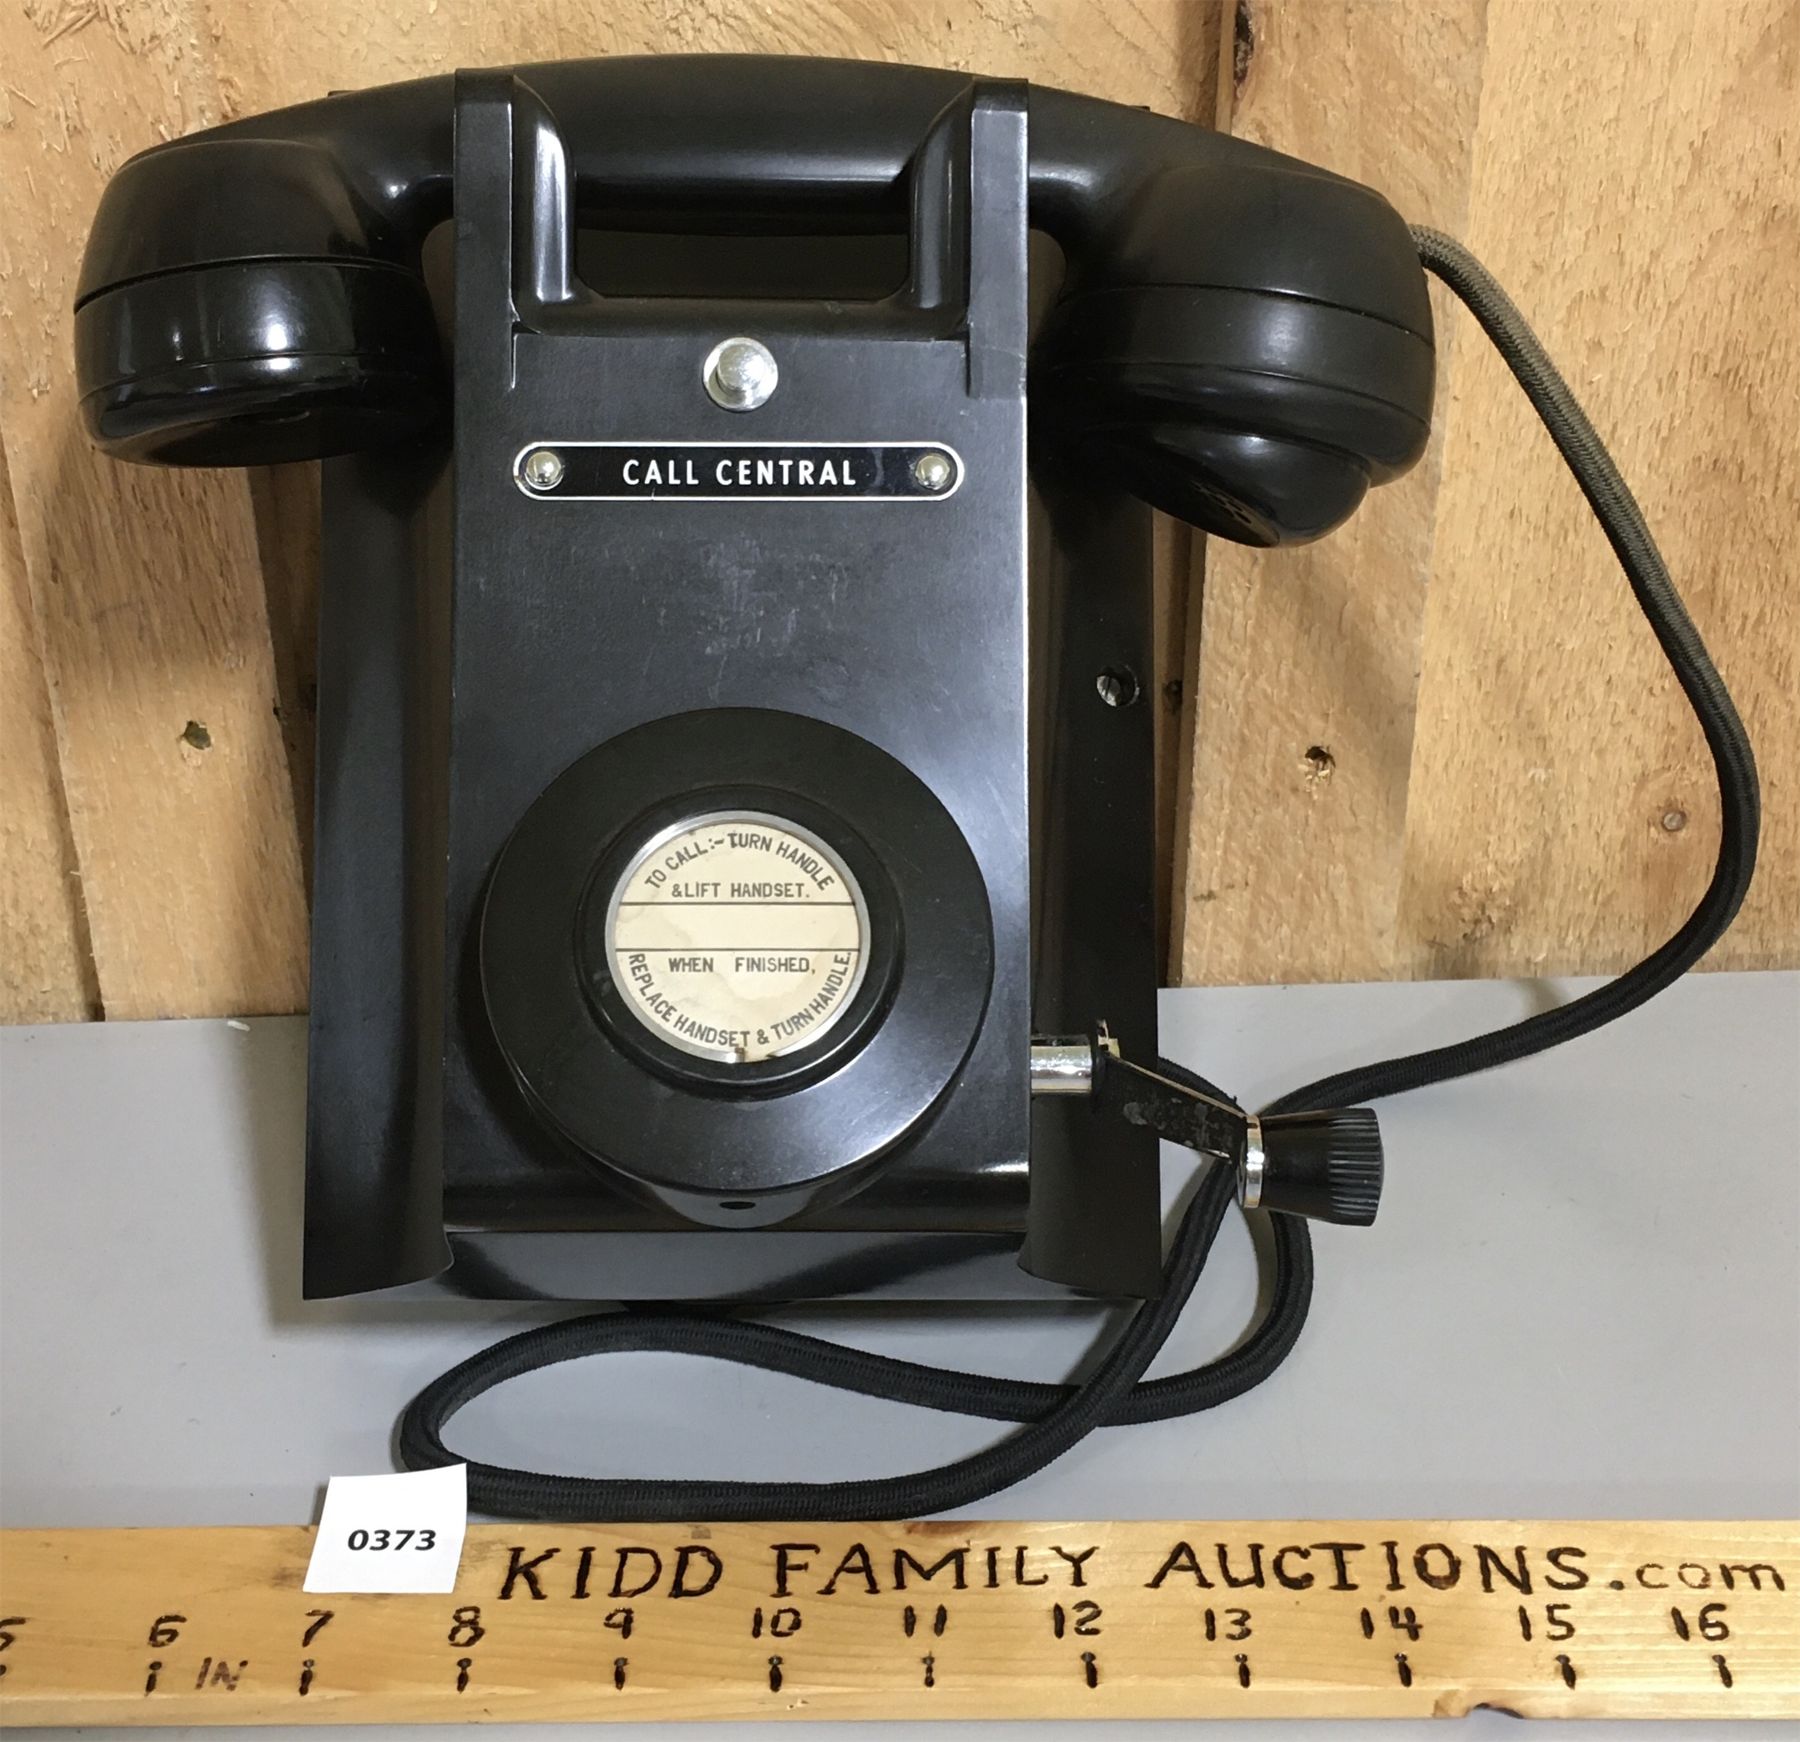 CALL CENTRAL
TO CALL:- TURN HANDLE
& LIFT HANDSET.
WHEN FINISHED,
REPLACE HANDSET & TURN HANDLE.
0373
KIDD FAMILY AUCTIONS.com
5 6 7 8 9 10 11 12 13 14 15 16
IN